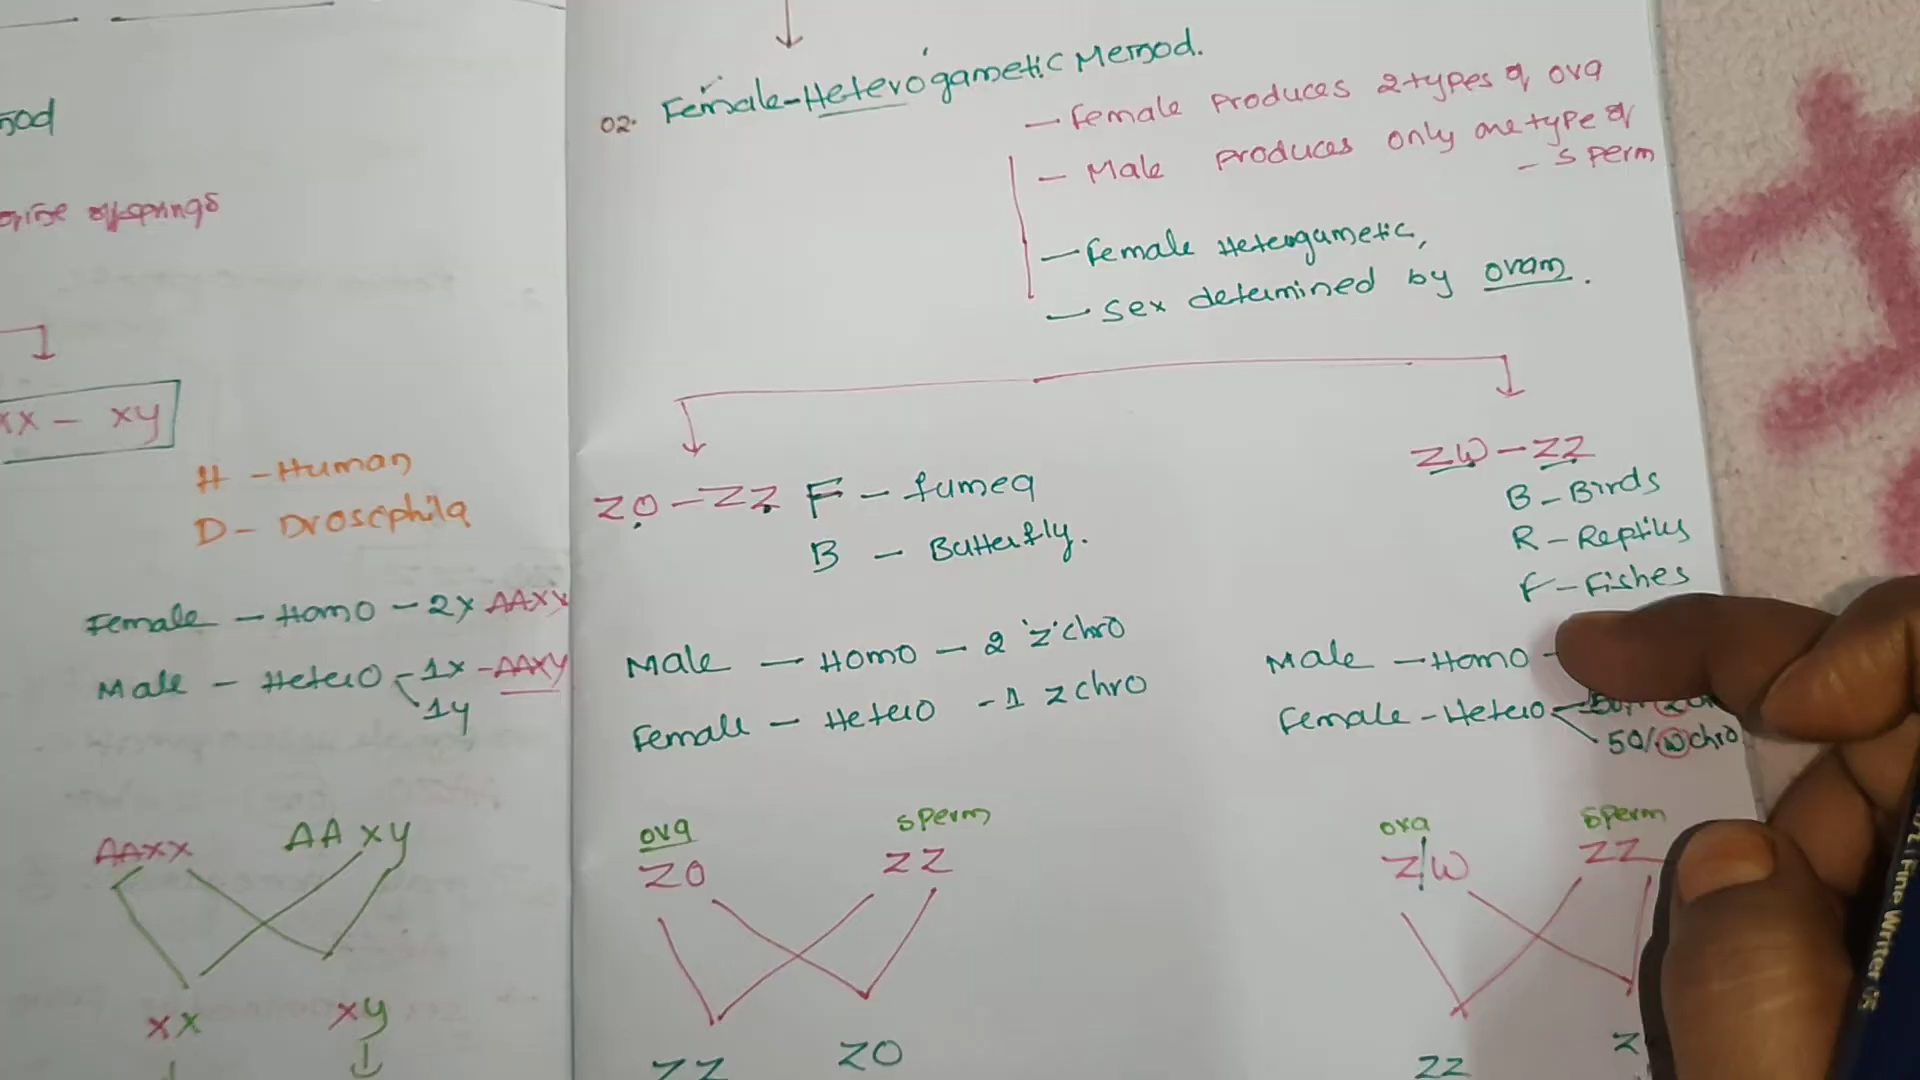 offsprings
xx - xy
H - Human
D - Drosophila
Female - Homo - 2x AAXX
Male - Hetero - 1x - AAXY
1y
AAXX AA xy
xx xy
02. Female-Heterogametic Method.
- Female produces 2 types of ova
- Male produces only one type of
- sperm
- Female Heterogametic,
- Sex determined by ovam.
ZO - ZZ F - fumea
B - Butterfly.
Male - Homo - 2 'z' chro
Female - Hetero - 1 z chro
ova sperm
ZO ZZ
ZZ ZO
ZW - ZZ
B - Birds
R - Reptiles
F - Fishes
Male - Homo -
Female - Hetero
50% W chro
ova sperm
Z|W ZZ
ZZ Z
Fine Writer